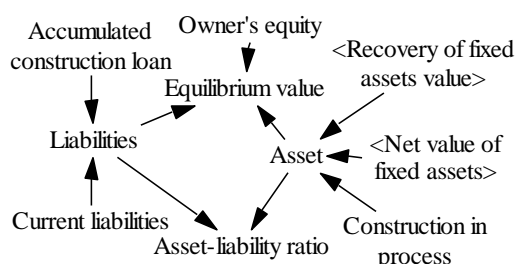 Owner's equity
Accumulated
construction loan
<Recovery of fixed
assets value>
Equilibrium value
Liabilities
Asset
<Net value of
fixed assets>
Current liabilities
Construction in
process
Asset-liability ratio